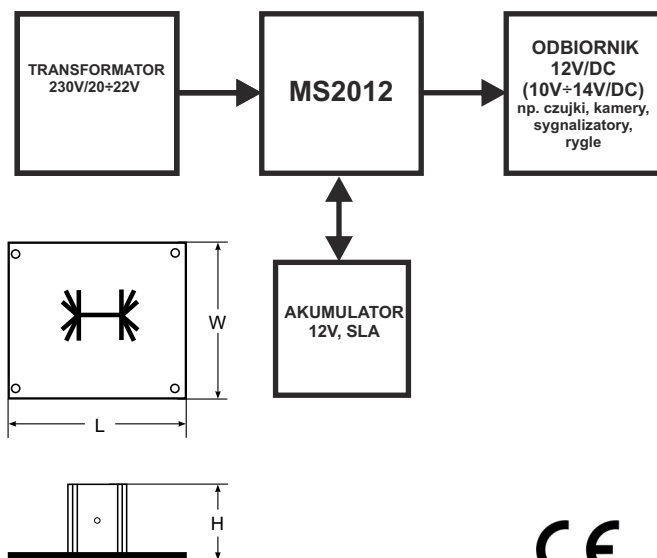 TRANSFORMATOR
230V/20÷22V
MS2012
ODBIORNIK
12V/DC
(10V÷14V/DC)
np. czujki, kamery,
sygnalizatory,
rygle
AKUMULATOR
12V, SLA
W
L
H
CE